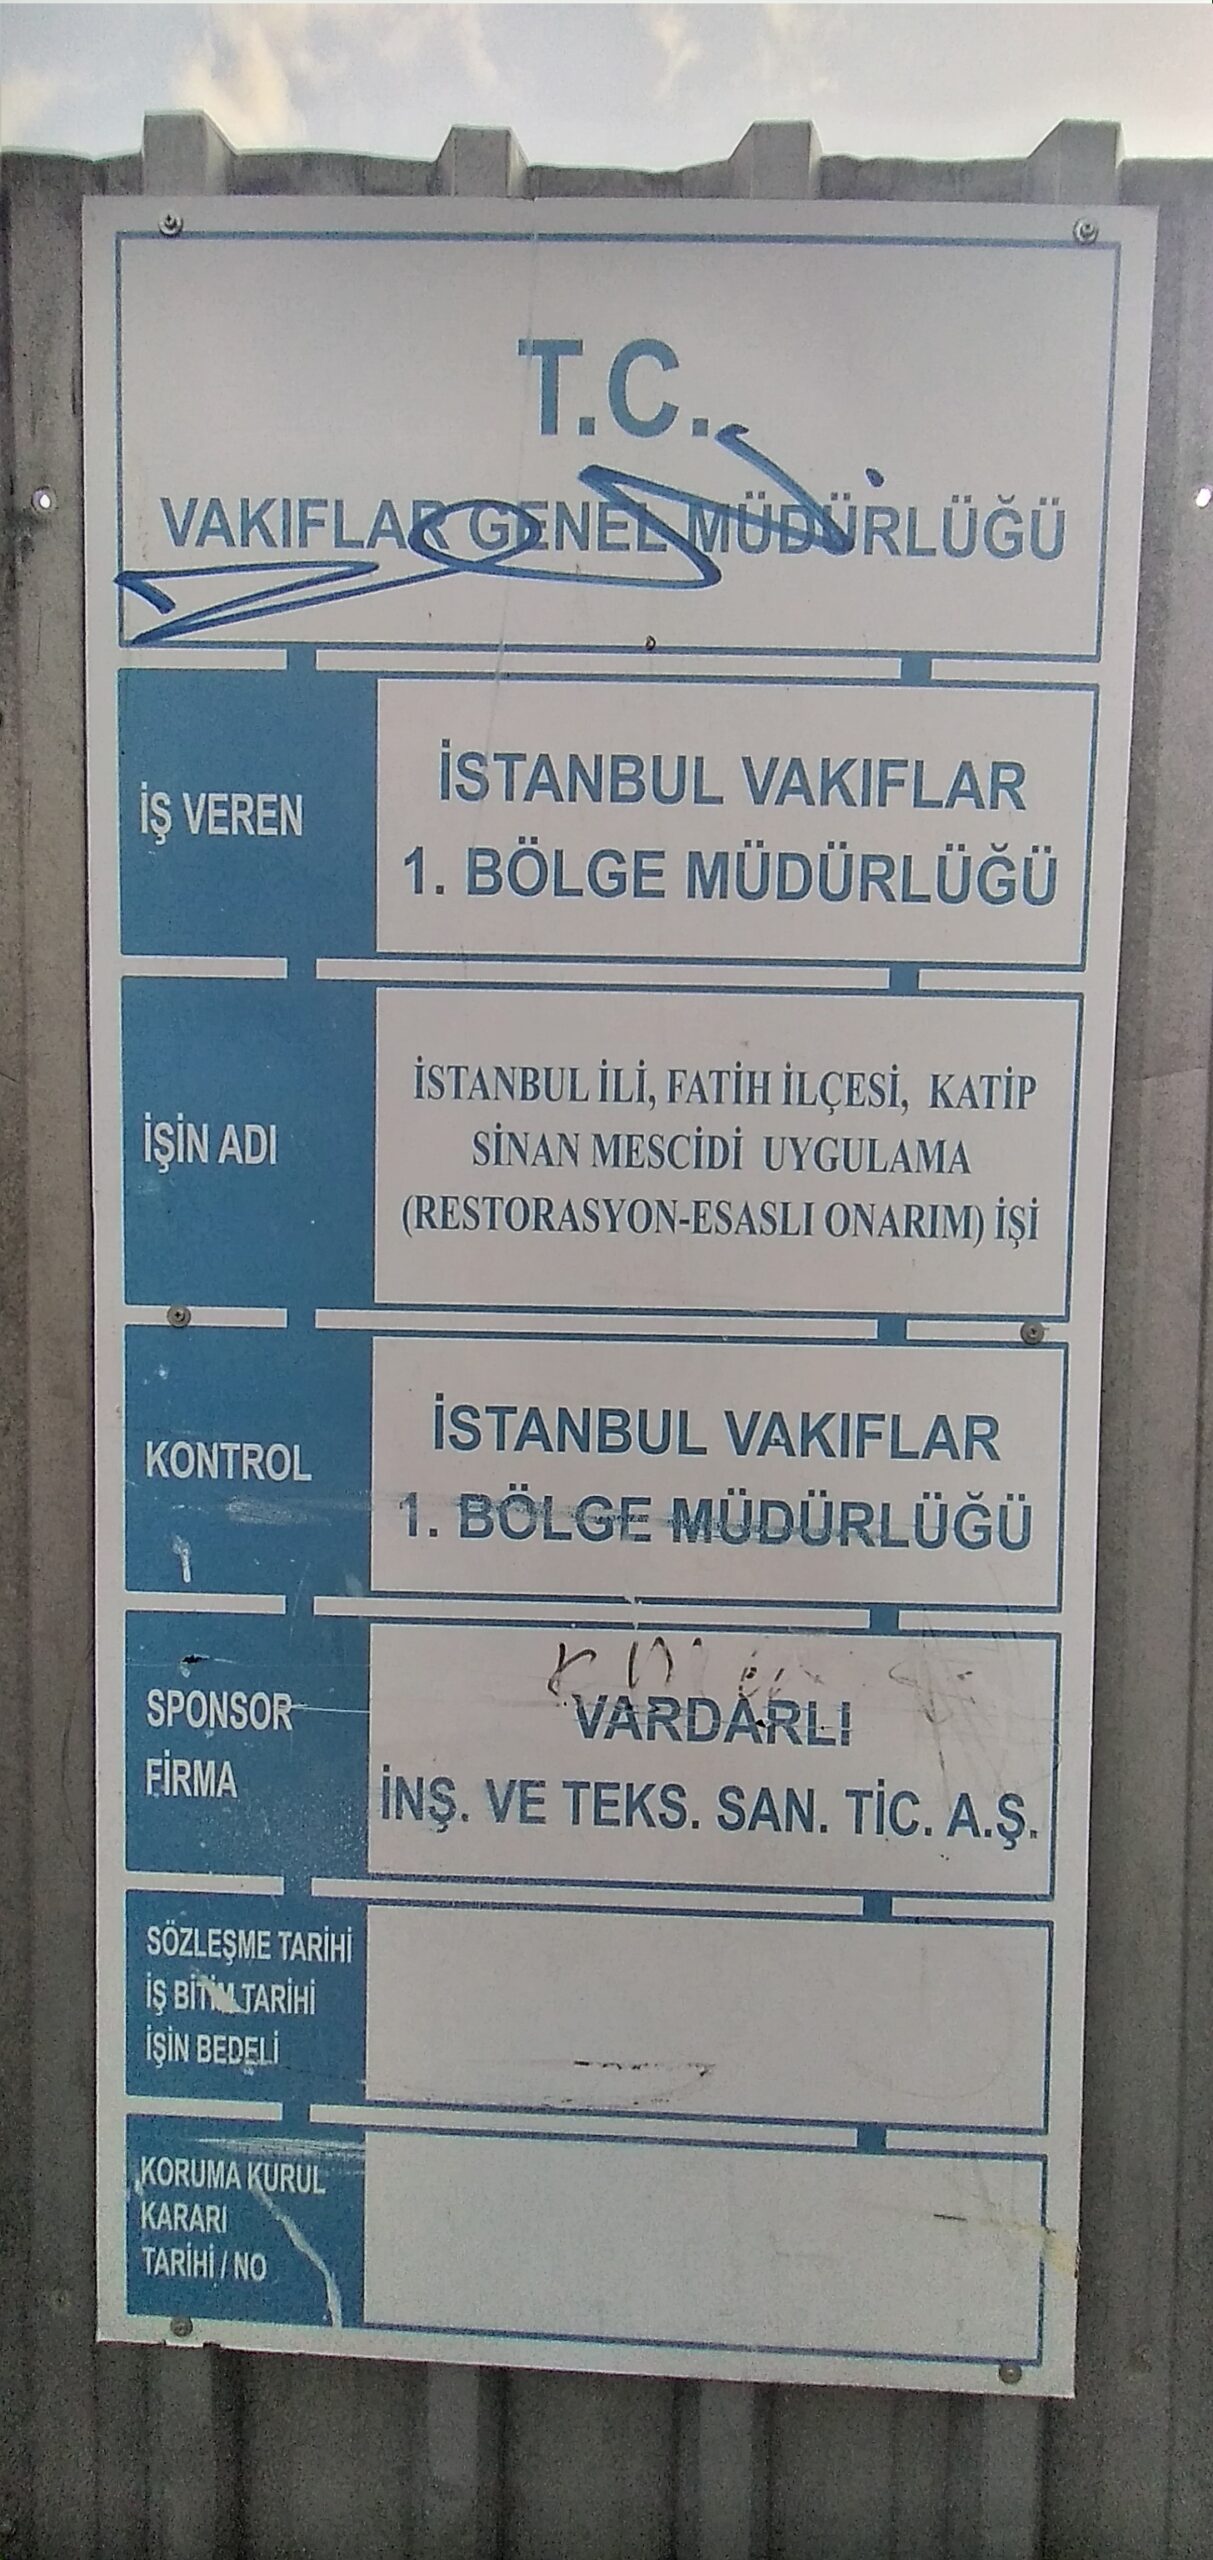 T.C.
VAKIFLAR GENEL MÜDÜRLÜĞÜ
İŞ VEREN
İSTANBUL VAKIFLAR
1. BÖLGE MÜDÜRLÜĞÜ
İŞİN ADI
İSTANBUL İLİ, FATİH İLÇESİ, KATİP
SİNAN MESCİDİ UYGULAMA
(RESTORASYON-ESASLI ONARIM) İŞİ
KONTROL
İSTANBUL VAKIFLAR
1. BÖLGE MÜDÜRLÜĞÜ
SPONSOR
FİRMA
VARDARLI
İNŞ. VE TEKS. SAN. TİC. A.Ş.
SÖZLEŞME TARİHİ
İŞ BİTİM TARİHİ
İŞİN BEDELİ
KORUMA KURUL
KARARI
TARİHİ / NO